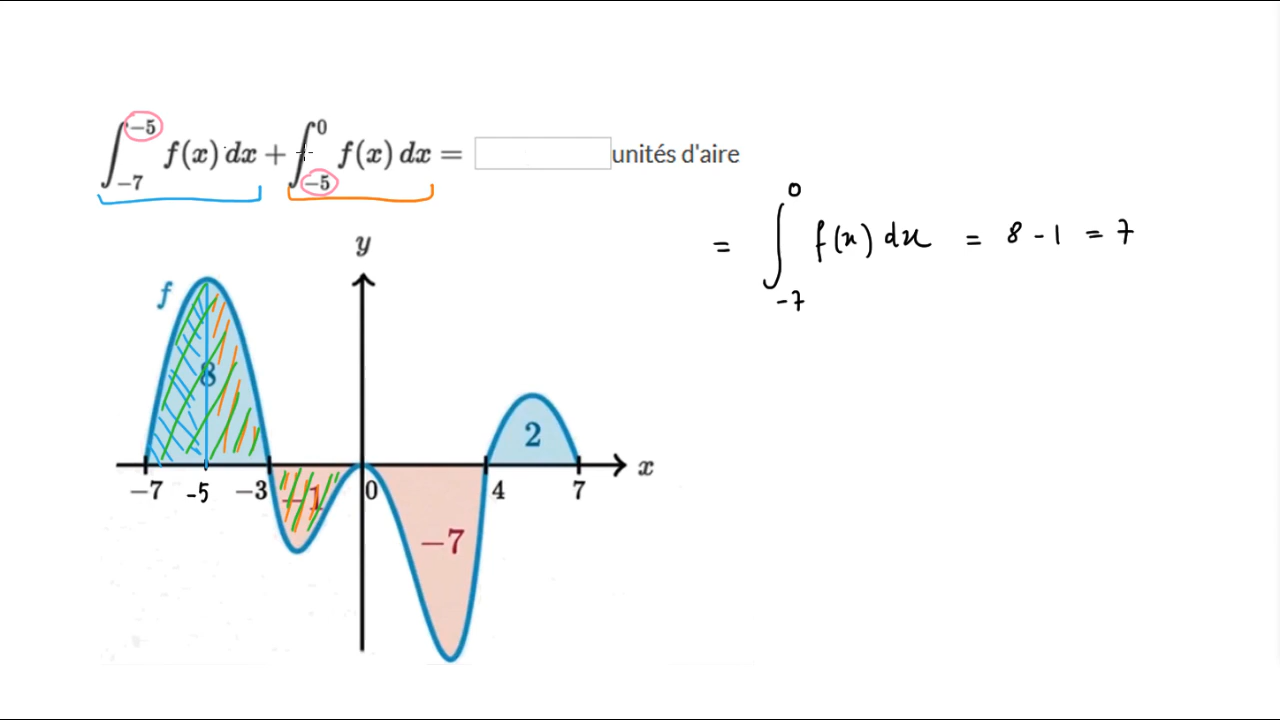 ∫_{-7}^{-5} f(x) dx + ∫_{-5}^{0} f(x) dx = unités d'aire
= ∫_{-7}^{0} f(x) dx = 8 - 1 = 7
y
f
8
2
x
-7 -5 -3 0 4 7
-1
-7